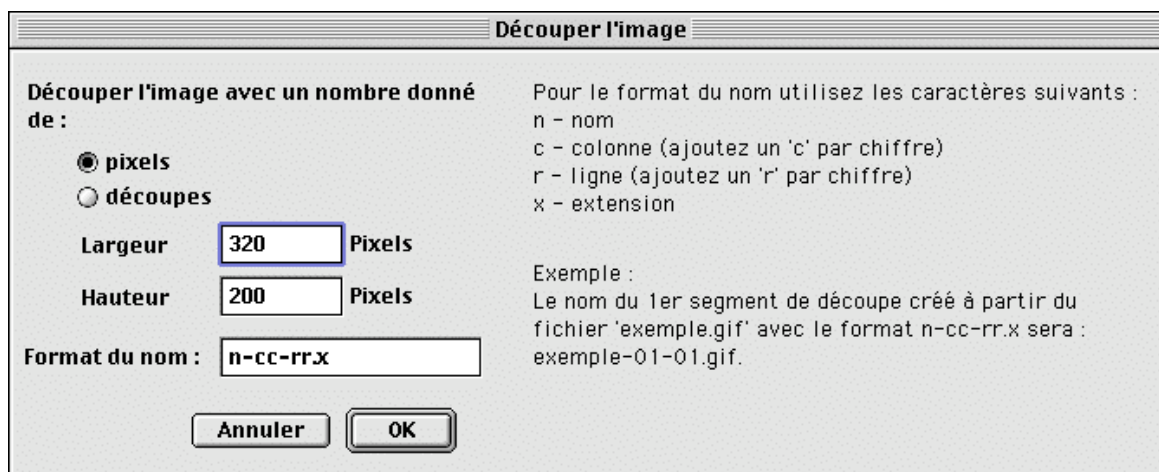 Découper l'image
Découper l'image avec un nombre donné
de :
pixels
découpes
Largeur 320 Pixels
Hauteur 200 Pixels
Format du nom : n-cc-rr.x
Annuler OK
Pour le format du nom utilisez les caractères suivants :
n - nom
c - colonne (ajoutez un 'c' par chiffre)
r - ligne (ajoutez un 'r' par chiffre)
x - extension
Exemple :
Le nom du 1er segment de découpe créé à partir du
fichier 'exemple.gif' avec le format n-cc-rr.x sera :
exemple-01-01.gif.